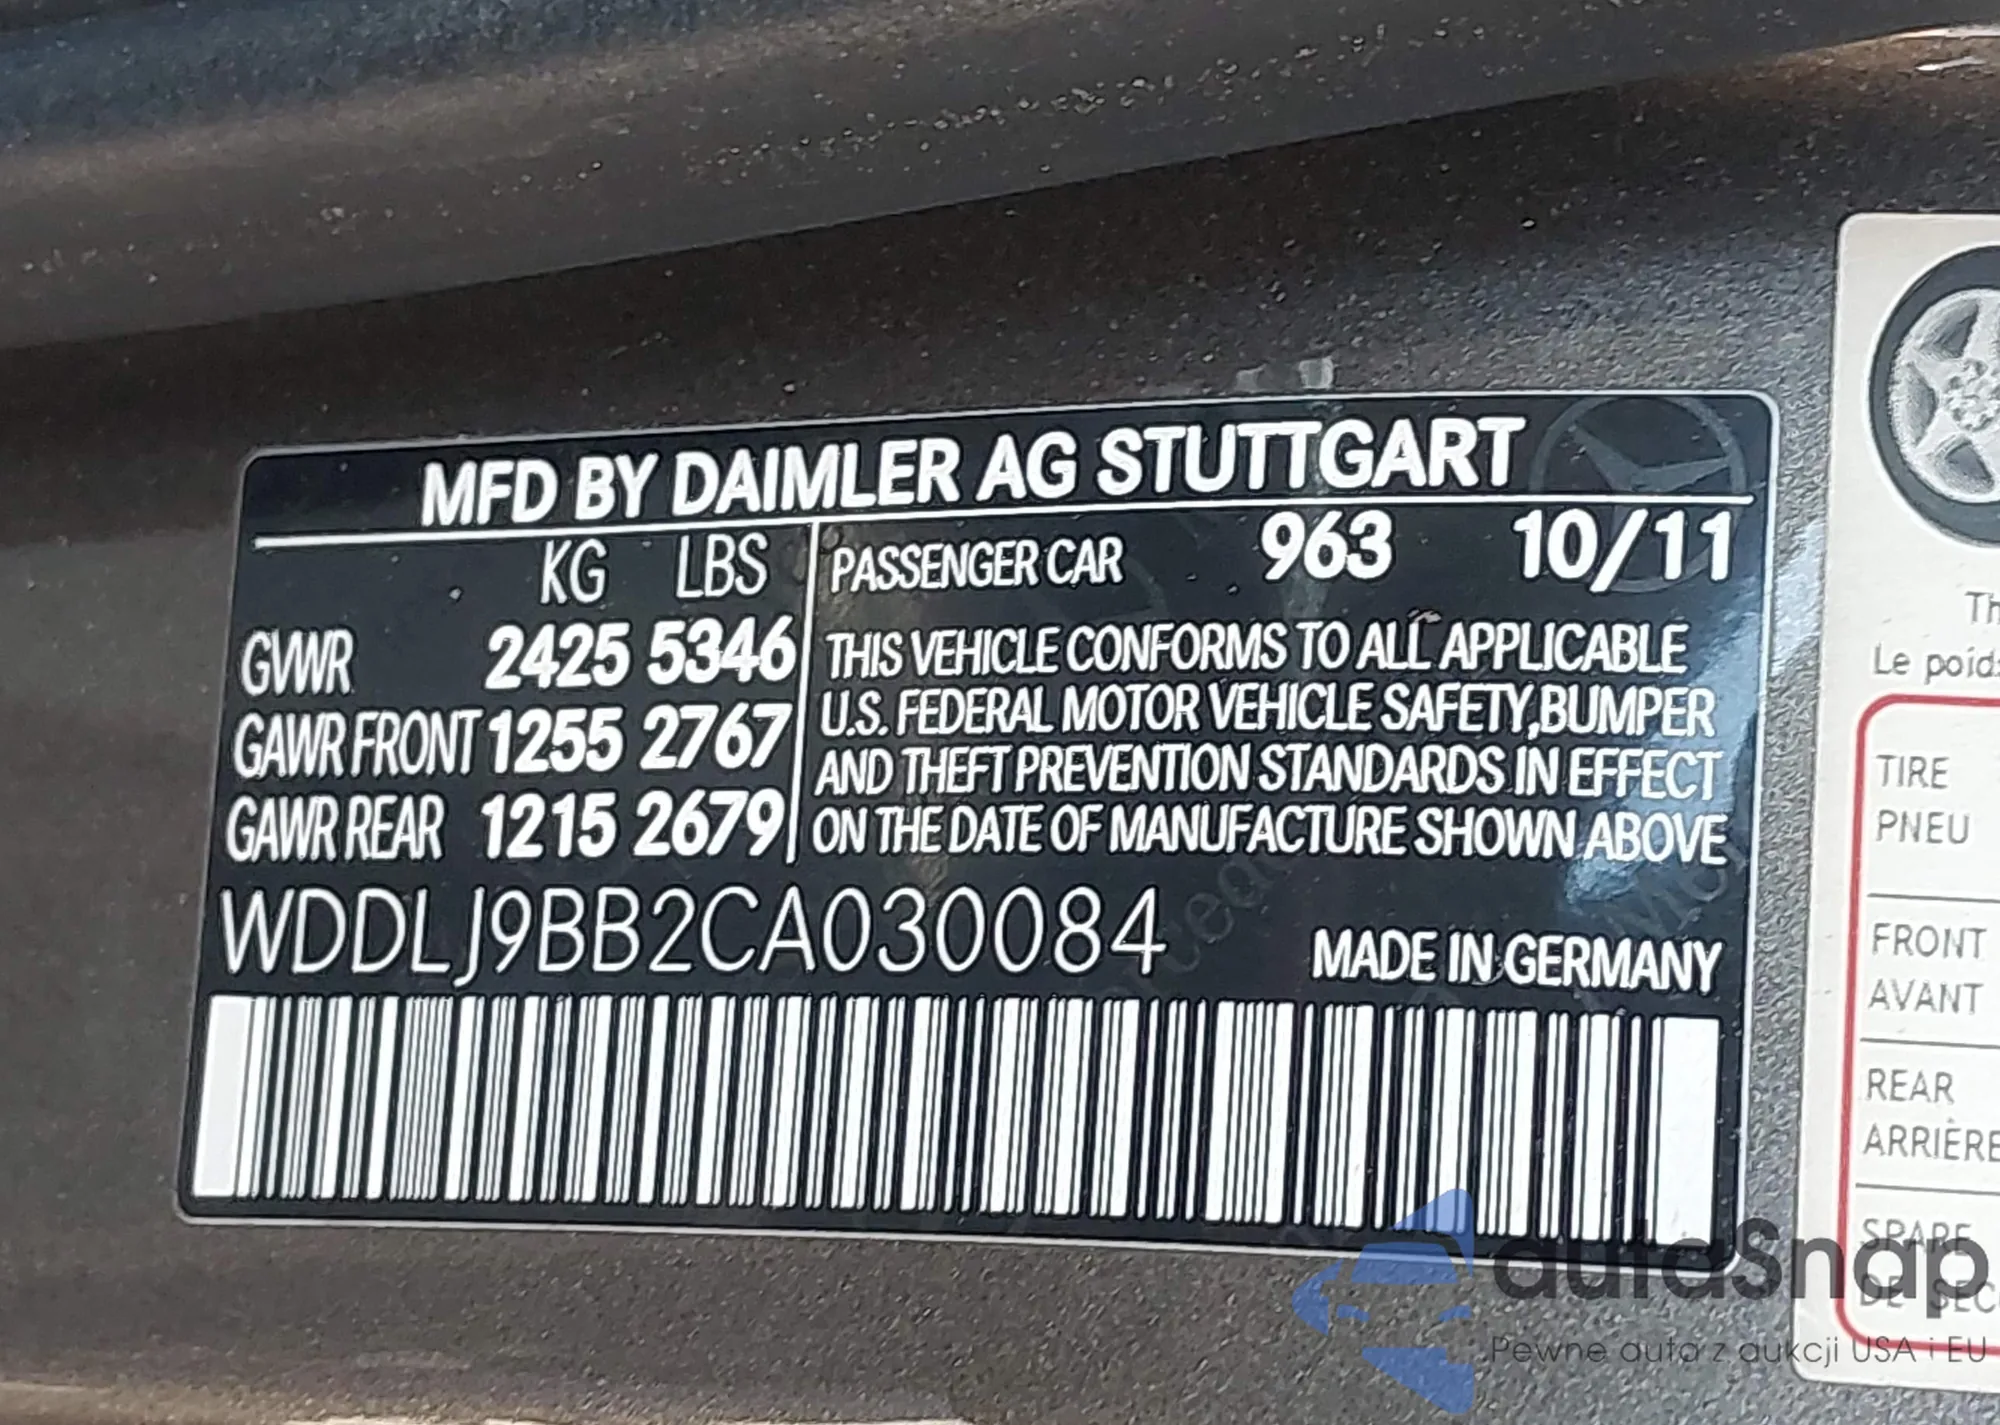 MFD BY DAIMLER AG STUTTGART
KG LBS
GVWR 2425 5346
GAWR FRONT 1255 2767
GAWR REAR 1215 2679
PASSENGER CAR 963 10/11
THIS VEHICLE CONFORMS TO ALL APPLICABLE
U.S. FEDERAL MOTOR VEHICLE SAFETY,BUMPER
AND THEFT PREVENTION STANDARDS IN EFFECT
ON THE DATE OF MANUFACTURE SHOWN ABOVE
WDDLJ9BB2CA030084
MADE IN GERMANY
Le
TIRE
PNEU
FRONT
AVANT
REAR
ARRIÈRE
SPARE
DE
autoSnap
Pewne auta z aukcji USA i EU